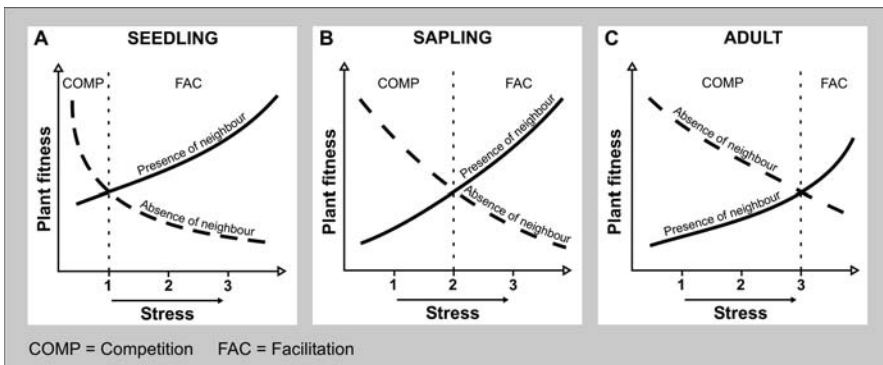 A SEEDLING
COMP FAC
Presence of neighbour
Absence of neighbour
Plant fitness
1 2 3
Stress
B SAPLING
COMP FAC
Presence of neighbour
Absence of neighbour
Plant fitness
1 2 3
Stress
C ADULT
COMP FAC
Absence of neighbour
Presence of neighbour
Plant fitness
1 2 3
Stress
COMP = Competition FAC = Facilitation